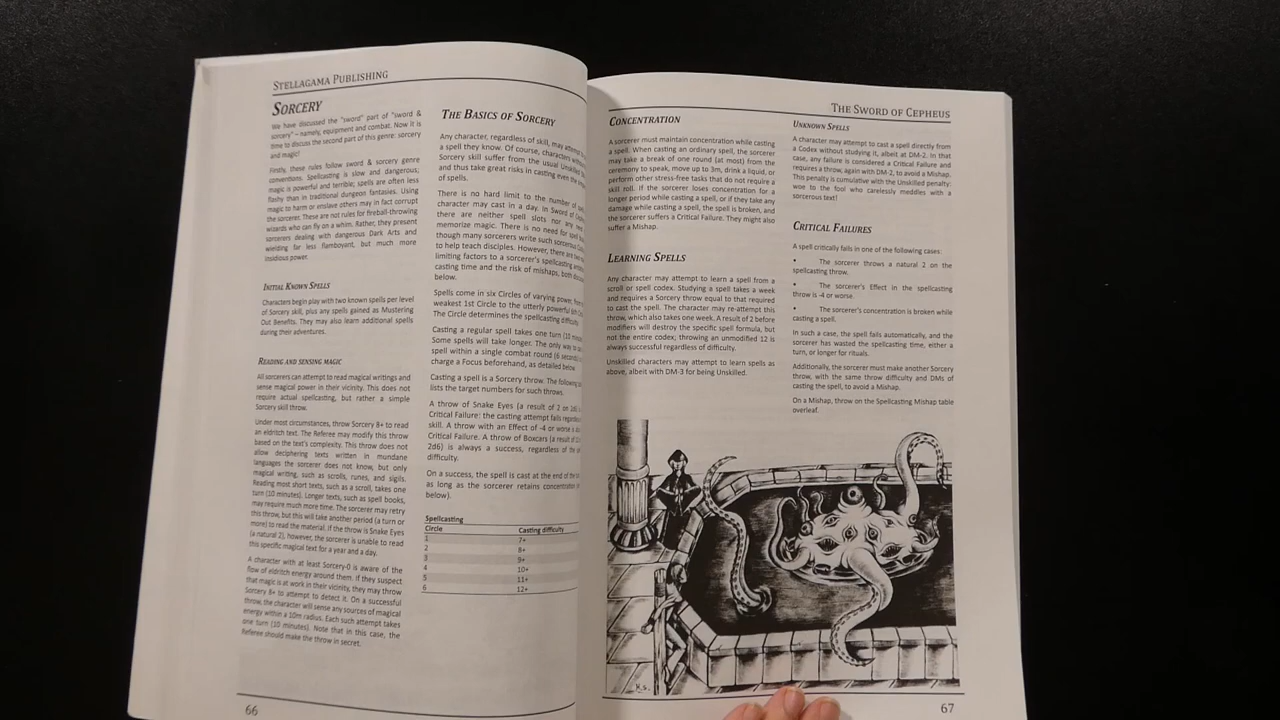 STELLAGAMA PUBLISHING
SORCERY
We have discussed the "sword" part of "sword &
sorcery" – namely, equipment and combat. Now it is
time to discuss the second part of this genre: sorcery
and magic!
Firstly, these rules follow sword & sorcery genre
conventions. Spellcasting is slow and dangerous;
magic is powerful and terrible; spells are often less
flashy than in traditional dungeon fantasies. Using
magic to harm or enslave others may in fact corrupt
the sorcerer. These are not rules for fireball-throwing
wizards who can fly on a whim. Rather, they present
sorcerers dealing with dangerous Dark Arts and
wielding far less flamboyant, but much more
insidious power.
INITIAL KNOWN SPELLS
Characters begin play with two known spells per level
of Sorcery skill, plus any spells gained as Mustering
Out Benefits. They may also learn additional spells
during their adventures.
READING AND SENSING MAGIC
All sorcerers can attempt to read magical writings and
sense magical power in their vicinity. This does not
require actual spellcasting, but rather a simple
Sorcery skill throw.
Under most circumstances, throw Sorcery 8+ to read
an eldritch text. The Referee may modify this throw
based on the text's complexity. This throw does not
allow deciphering texts written in mundane
languages the sorcerer does not know, but only
magical writing, such as scrolls, runes, and sigils.
Reading most short texts, such as a scroll, takes one
turn (10 minutes). Longer texts, such as spell books,
may require much more time. The sorcerer may retry
this throw, but this will take another period (a turn or
more) to read the material. If the throw is Snake Eyes
(a natural 2), however, the sorcerer is unable to read
this specific magical text for a year and a day.
A character with at least Sorcery-0 is aware of the
flow of eldritch energy around them. If they suspect
that magic is at work in their vicinity, they may throw
Sorcery 8+ to attempt to detect it. On a successful
throw, the character will sense any sources of magical
energy within a 10m radius. Each such attempt takes
one turn (10 minutes). Note that in this case, the
Referee should make the throw in secret.
66
THE BASICS OF SORCERY
Any character, regardless of skill, may attempt
a spell they know. Of course, characters without
Sorcery skill suffer from the usual Unskilled
and thus take great risks in casting even the
of spells.
There is no hard limit to the number of
character may cast in a day. In Sword of
there are neither spell slots nor any need
memorize magic. There is no need for
though many sorcerers write such sorcerous
to help teach disciples. However, there are two
limiting factors to a sorcerer's spellcasting
casting time and the risk of mishaps, both
below.
Spells come in six Circles of varying power, from
weakest 1st Circle to the utterly powerful 6th
The Circle determines the spellcasting difficulty.
Casting a regular spell takes one turn (10
Some spells will take longer. The only way to
spell within a single combat round (6 seconds)
charge a Focus beforehand, as detailed below.
Casting a spell is a Sorcery throw. The following
lists the target numbers for such throws.
A throw of Snake Eyes (a result of 2 on 2d6) is
Critical Failure: the casting attempt fails regardless
skill. A throw with an Effect of -4 or worse is
Critical Failure. A throw of Boxcars (a result of
2d6) is always a success, regardless of the
difficulty.
On a success, the spell is cast at the end of the
as long as the sorcerer retains concentration
below).
Spellcasting
Circle Casting difficulty
1 7+
2 8+
3 9+
4 10+
5 11+
6 12+
THE SWORD OF CEPHEUS
CONCENTRATION
A sorcerer must maintain concentration while casting
a spell. When casting an ordinary spell, the sorcerer
may take a break of one round (at most) from the
ceremony to speak, move up to 3m, drink a liquid, or
perform other stress-free tasks that do not require a
skill roll. If the sorcerer loses concentration for a
longer period while casting a spell, or if they take any
damage while casting a spell, the spell is broken, and
the sorcerer suffers a Critical Failure. They might also
suffer a Mishap.
LEARNING SPELLS
Any character may attempt to learn a spell from a
scroll or spell codex. Studying a spell takes a week
and requires a Sorcery throw equal to that required
to cast the spell. The character may re-attempt this
throw, which also takes one week. A result of 2 before
modifiers will destroy the specific spell formula, but
not the entire codex; throwing an unmodified 12 is
always successful regardless of difficulty.
Unskilled characters may attempt to learn spells as
above, albeit with DM-3 for being Unskilled.
UNKNOWN SPELLS
A character may attempt to cast a spell directly from
a Codex without studying it, albeit at DM-2. In that
case, any failure is considered a Critical Failure and
requires a throw, again with DM-2, to avoid a Mishap.
This penalty is cumulative with the Unskilled penalty:
woe to the fool who carelessly meddles with a
sorcerous text!
CRITICAL FAILURES
A spell critically fails in one of the following cases:
• The sorcerer throws a natural 2 on the
spellcasting throw.
• The sorcerer's Effect in the spellcasting
throw is -4 or worse.
• The sorcerer's concentration is broken while
casting a spell.
In such a case, the spell fails automatically, and the
sorcerer has wasted the spellcasting time, either a
turn, or longer for rituals.
Additionally, the sorcerer must make another Sorcery
throw, with the same throw difficulty and DMs of
casting the spell, to avoid a Mishap.
On a Mishap, throw on the Spellcasting Mishap table
overleaf.
67